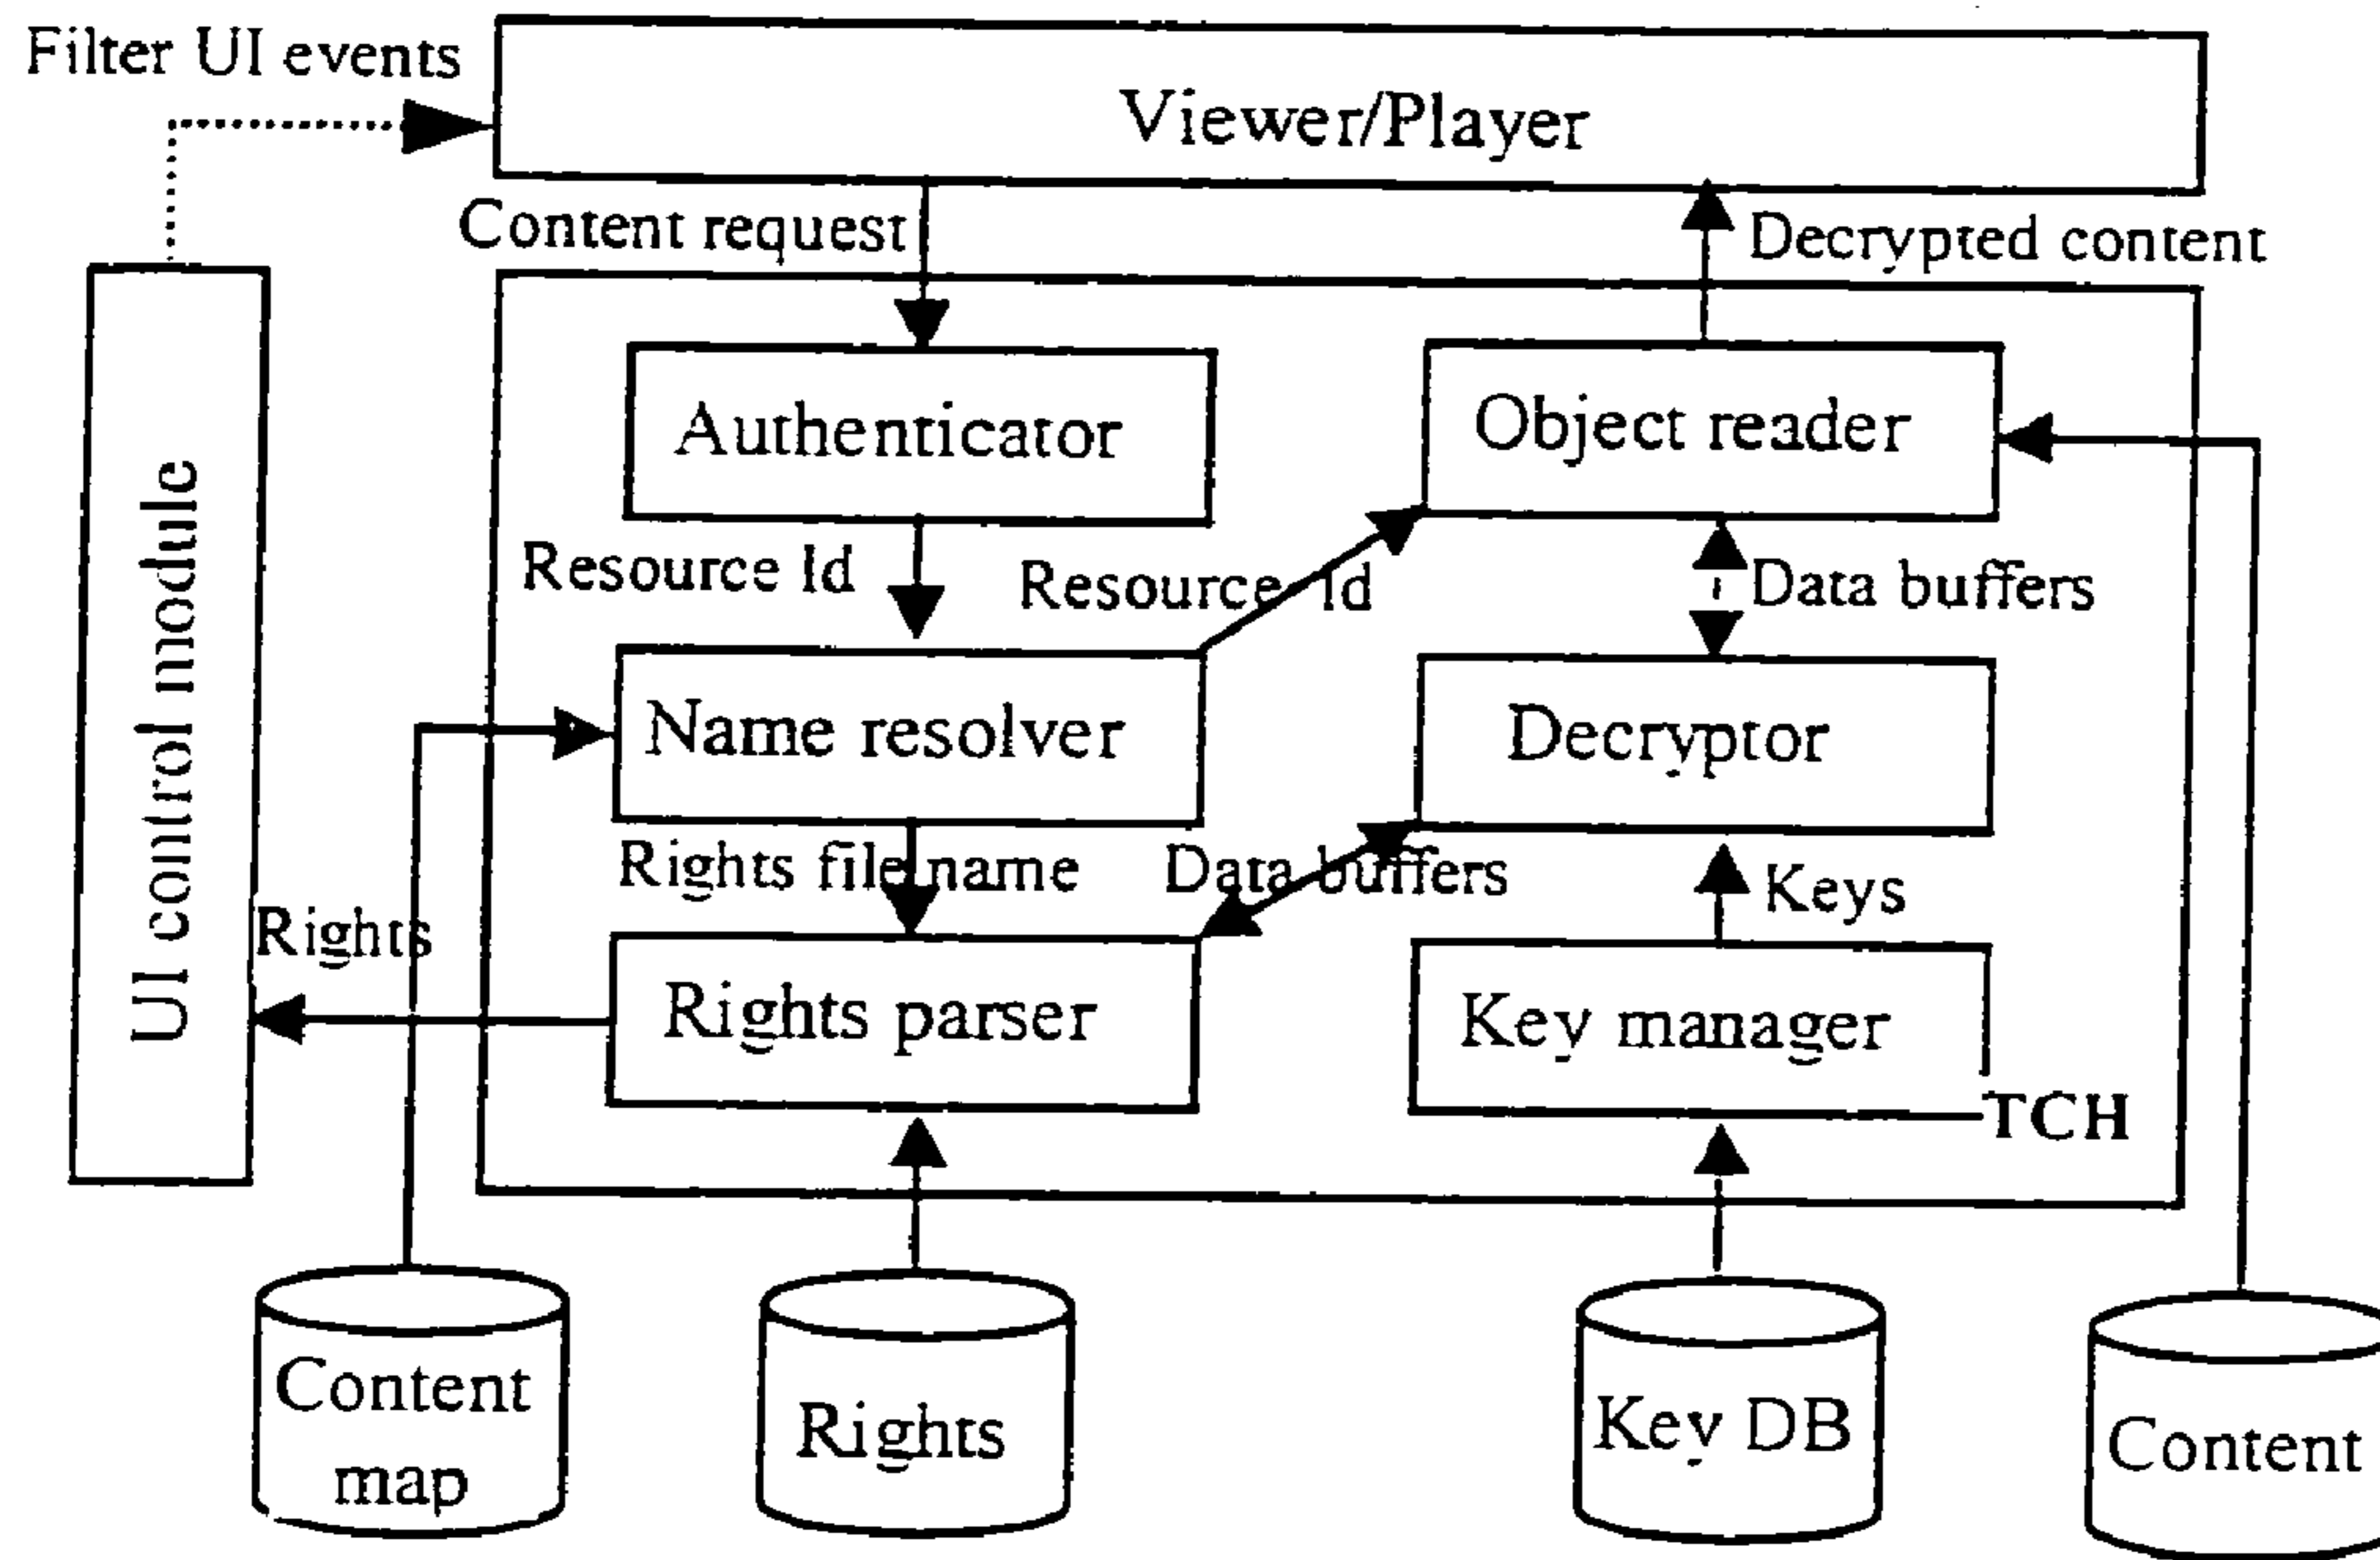 Filter UI events
Viewer/Player
Content request
Decrypted content
Authenticator
Object reader
UI control module
Resource Id
Resource Id
Data buffers
Name resolver
Decryptor
Rights file name
Data buffers
Keys
Rights
Rights parser
Key manager
TCH
Content
map
Rights
Key DB
Content